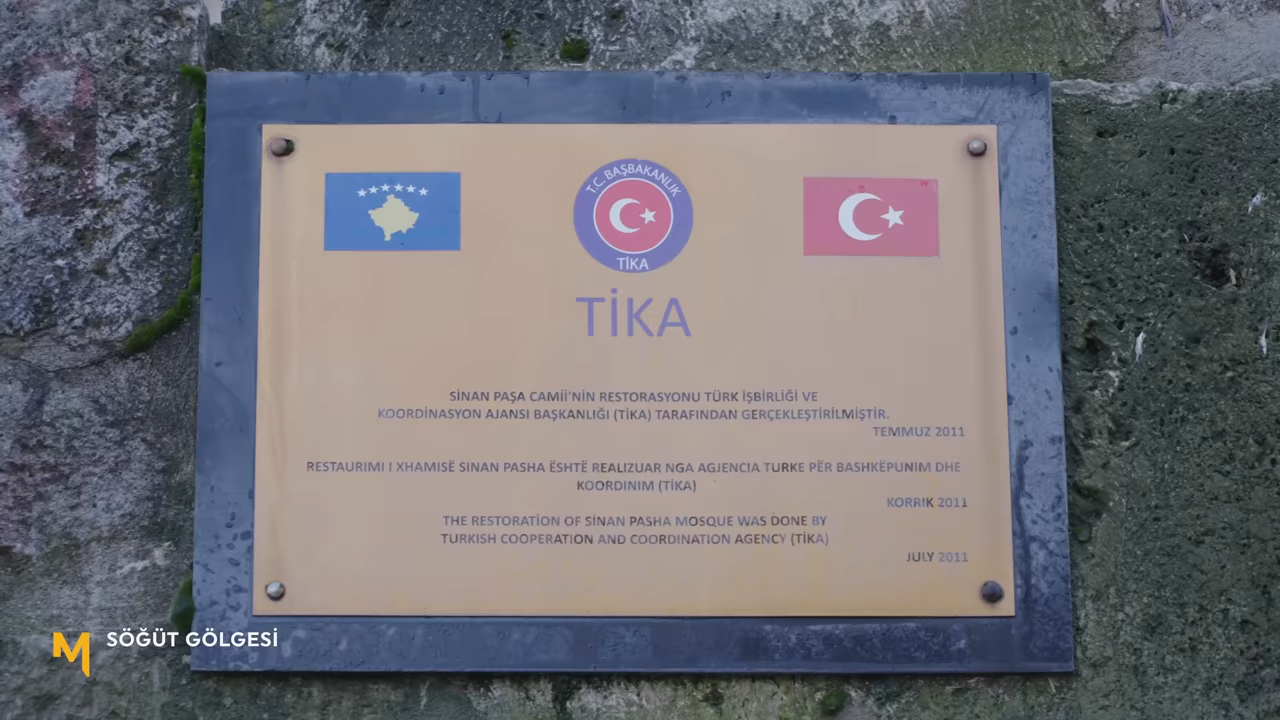 T.C. BAŞBAKANLIK
TİKA
TİKA
SİNAN PAŞA CAMİİ'NİN RESTORASYONU TÜRK İŞBİRLİĞİ VE
KOORDİNASYON AJANSI BAŞKANLIĞI (TİKA) TARAFINDAN GERÇEKLEŞTİRİLMİŞTİR.
TEMMUZ 2011
RESTAURIMI I XHAMISË SINAN PASHA ËSHTË REALIZUAR NGA AGJENCIA TURKE PËR BASHKËPUNIM DHE
KOORDINIM (TİKA)
KORRIK 2011
THE RESTORATİON OF SİNAN PASHA MOSQUE WAS DONE BY
TURKISH COOPERATION AND COORDINATION AGENCY (TİKA)
JULY 2011
SÖĞÜT GÖLGESİ